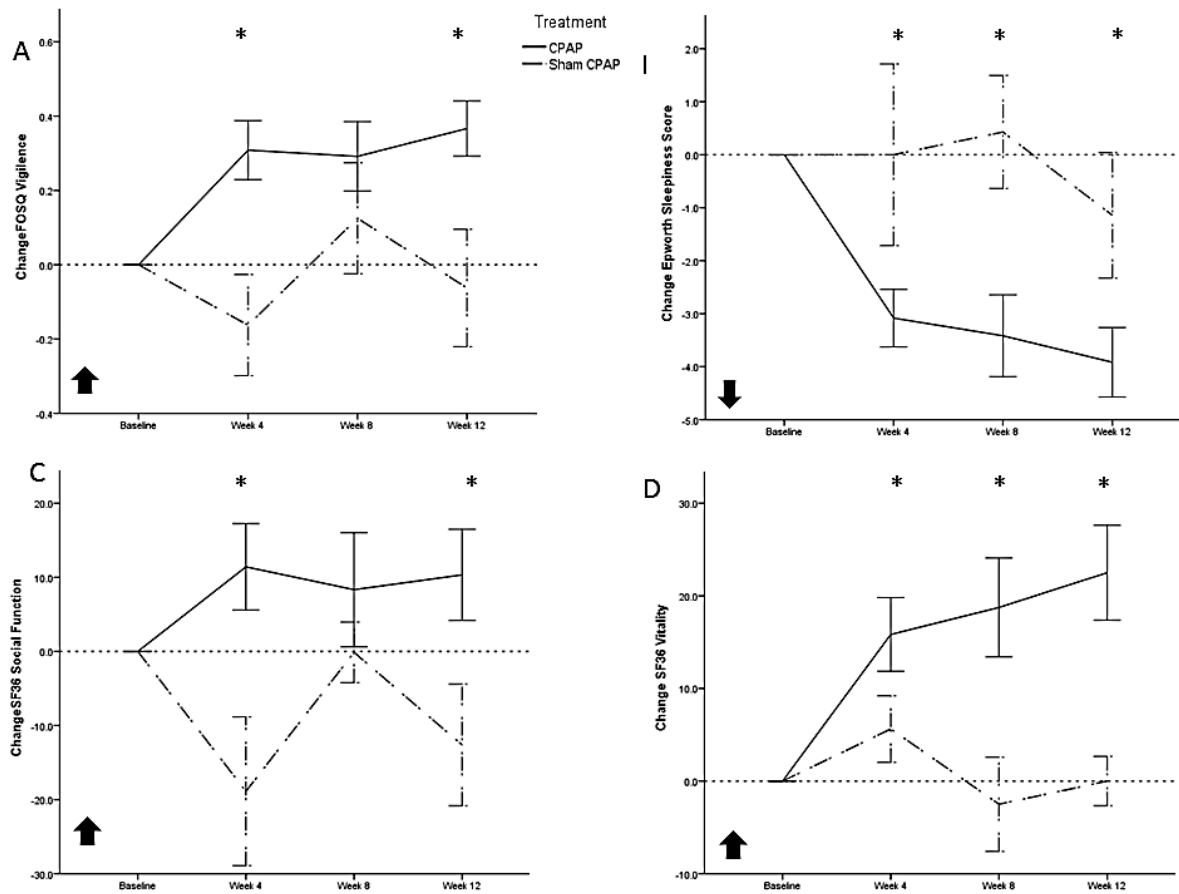 Treatment
CPAP
Sham CPAP
A
*
*
0.6
0.4
0.2
0.0
-0.2
-0.4
ChangeFOSQ Vigilence
Baseline
Week 4
Week 8
Week 12
I
*
*
*
2.0
1.0
0.0
-1.0
-2.0
-3.0
-4.0
-5.0
Change Epworth Sleepiness Score
Baseline
Week 4
Week 8
Week 12
C
*
*
20.0
10.0
0.0
-10.0
-20.0
-30.0
ChangeSF36 Social Function
Baseline
Week 4
Week 8
Week 12
D
*
*
*
30.0
20.0
10.0
0.0
-10.0
Change SF36 Vitality
Baseline
Week 4
Week 8
Week 12